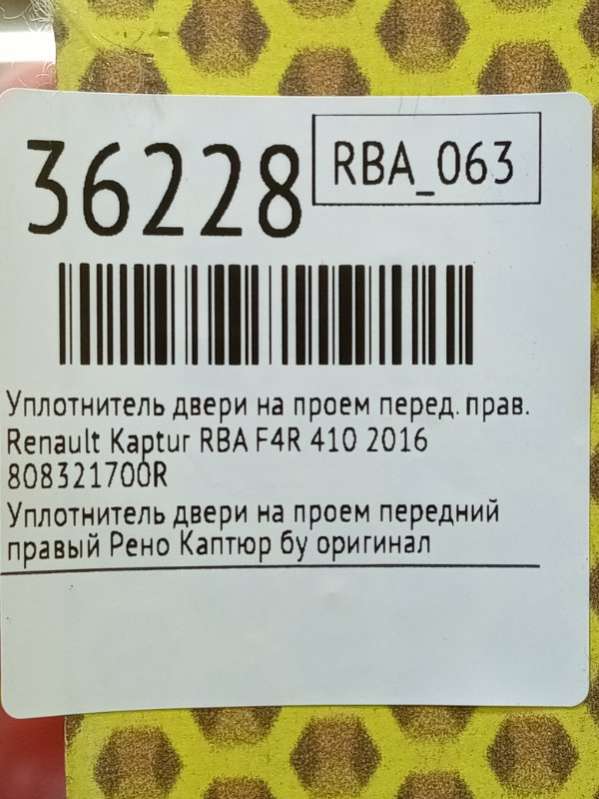 36228
RBA_063
Уплотнитель двери на проем перед. прав.
Renault Kaptur RBA F4R 410 2016
808321700R
Уплотнитель двери на проем передний
правый Рено Каптюр бу оригинал